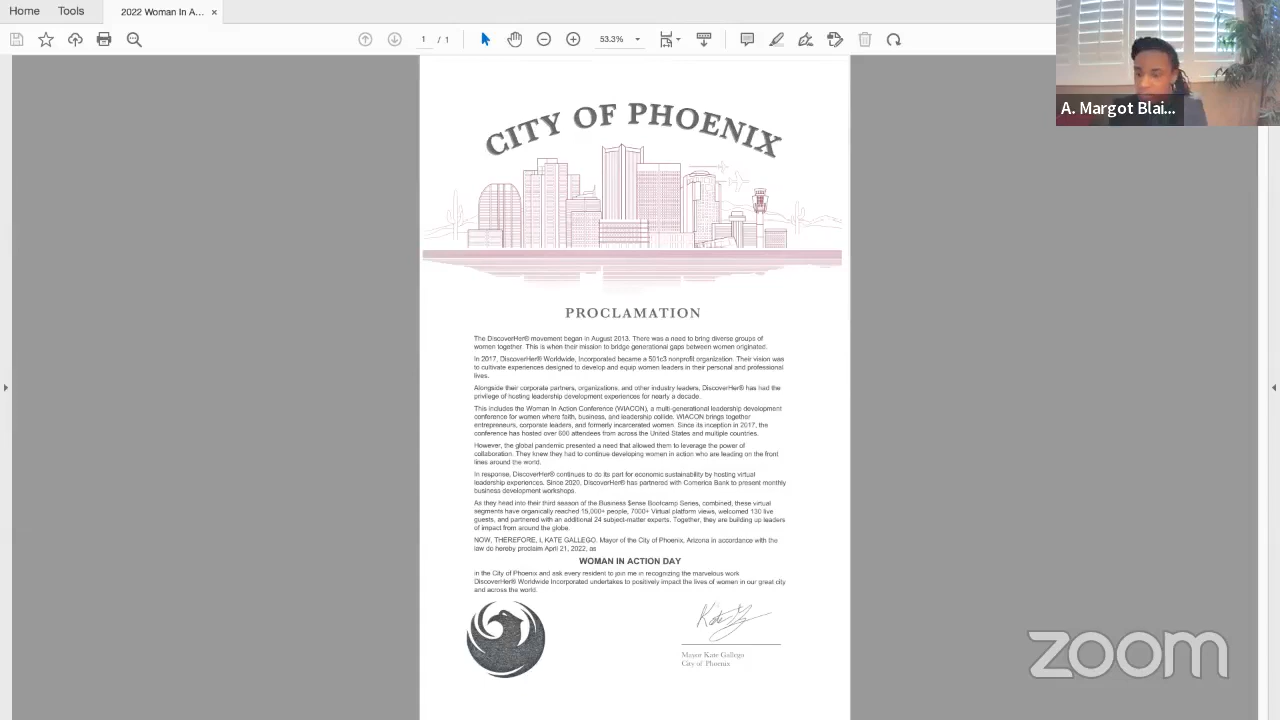 Home
Tools
2022 Woman In A... ×
1 / 1
53.3%
A. Margot Blai...
CITY OF PHOENIX
PROCLAMATION
The DiscoverHer® movement began in August 2013. There was a need to bring diverse groups of
women together. This is when their mission to bridge generational gaps between women originated.
In 2017, DiscoverHer® Worldwide, Incorporated became a 501c3 nonprofit organization. Their vision was
to cultivate experiences designed to develop and equip women leaders in their personal and professional
lives.
Alongside their corporate partners, organizations, and other industry leaders, DiscoverHer® has had the
privilege of hosting leadership development experiences for nearly a decade.
This includes the Woman In Action Conference (WIACON), a multi-generational leadership development
conference for women where faith, business, and leadership collide. WIACON brings together
entrepreneurs, corporate leaders, and formerly incarcerated women. Since its inception in 2017, the
conference has hosted over 600 attendees from across the United States and multiple countries.
However, the global pandemic presented a need that allowed them to leverage the power of
collaboration. They knew they had to continue developing women in action who are leading on the front
lines around the world.
In response, DiscoverHer® continues to do its part for economic sustainability by hosting virtual
leadership experiences. Since 2020, DiscoverHer® has partnered with Comerica Bank to present monthly
business development workshops.
As they head into their third season of the Business $ense Bootcamp Series, combined, these virtual
segments have organically reached 15,000+ people, 7000+ Virtual platform views, welcomed 130 live
guests, and partnered with an additional 24 subject-matter experts. Together, they are building up leaders
of impact from around the globe.
NOW, THEREFORE, I, KATE GALLEGO, Mayor of the City of Phoenix, Arizona in accordance with the
law do hereby proclaim April 21, 2022, as
WOMAN IN ACTION DAY
in the City of Phoenix and ask every resident to join me in recognizing the marvelous work
DiscoverHer® Worldwide Incorporated undertakes to positively impact the lives of women in our great city
and across the world.
Mayor Kate Gallego
City of Phoenix
zoom